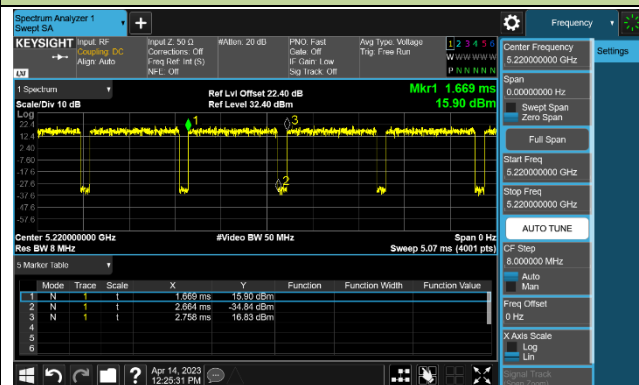 Spectrum Analyzer 1
Swept SA
Frequency
KEYSIGHT
Input: RF
Coupling: DC
Align: Auto
Input Z: 50 Ω
Corrections: Off
Freq Ref: Int (S)
NFE: Off
#Atten: 20 dB
PNO: Fast
Gate: Off
IF Gain: Low
Sig Track: Off
Avg Type: Voltage
Trig: Free Run
1 2 3 4 5 6
W W W W W W
P N N N N N
LXI
1 Spectrum
Scale/Div 10 dB
Ref Lvl Offset 22.40 dB
Ref Level 32.40 dBm
Mkr1 1.669 ms
15.90 dBm
Log
22.4
12.4
2.40
-7.60
-17.6
-27.6
-37.6
-47.6
-57.6
1
3
2
Center 5.220000000 GHz
#Video BW 50 MHz
Span 0 Hz
Res BW 8 MHz
Sweep 5.07 ms (4001 pts)
5 Marker Table
Mode Trace Scale X Y Function Function Width Function Value
1 N 1 t 1.669 ms 15.90 dBm
2 N 1 t 2.664 ms -34.84 dBm
3 N 1 t 2.758 ms 16.83 dBm
4
5
6
Apr 14, 2023
12:25:31 PM
Center Frequency
5.220000000 GHz
Settings
Span
0.00000000 Hz
Swept Span
Zero Span
Full Span
Start Freq
5.220000000 GHz
Stop Freq
5.220000000 GHz
AUTO TUNE
CF Step
8.000000 MHz
Auto
Man
Freq Offset
0 Hz
X Axis Scale
Log
Lin
Signal Track
(Span Zoom)